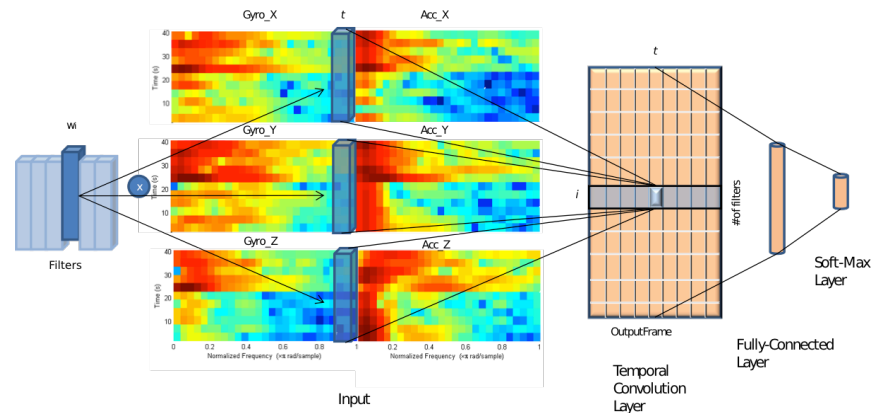 Gyro_X t Acc_X
40
30
20
10
Time (s)
Gyro_Y Acc_Y
40
30
20
10
Time (s)
Gyro_Z Acc_Z
40
30
20
10
Time (s)
0 0.2 0.4 0.6 0.8 0 0.2 0.4 0.6 0.8 1
Normalized Frequency (×π rad/sample) Normalized Frequency (×π rad/sample)
Input
wi
x
Filters
t
i
#of filters
OutputFrame
Temporal
Convolution
Layer
Fully-Connected
Layer
Soft-Max
Layer